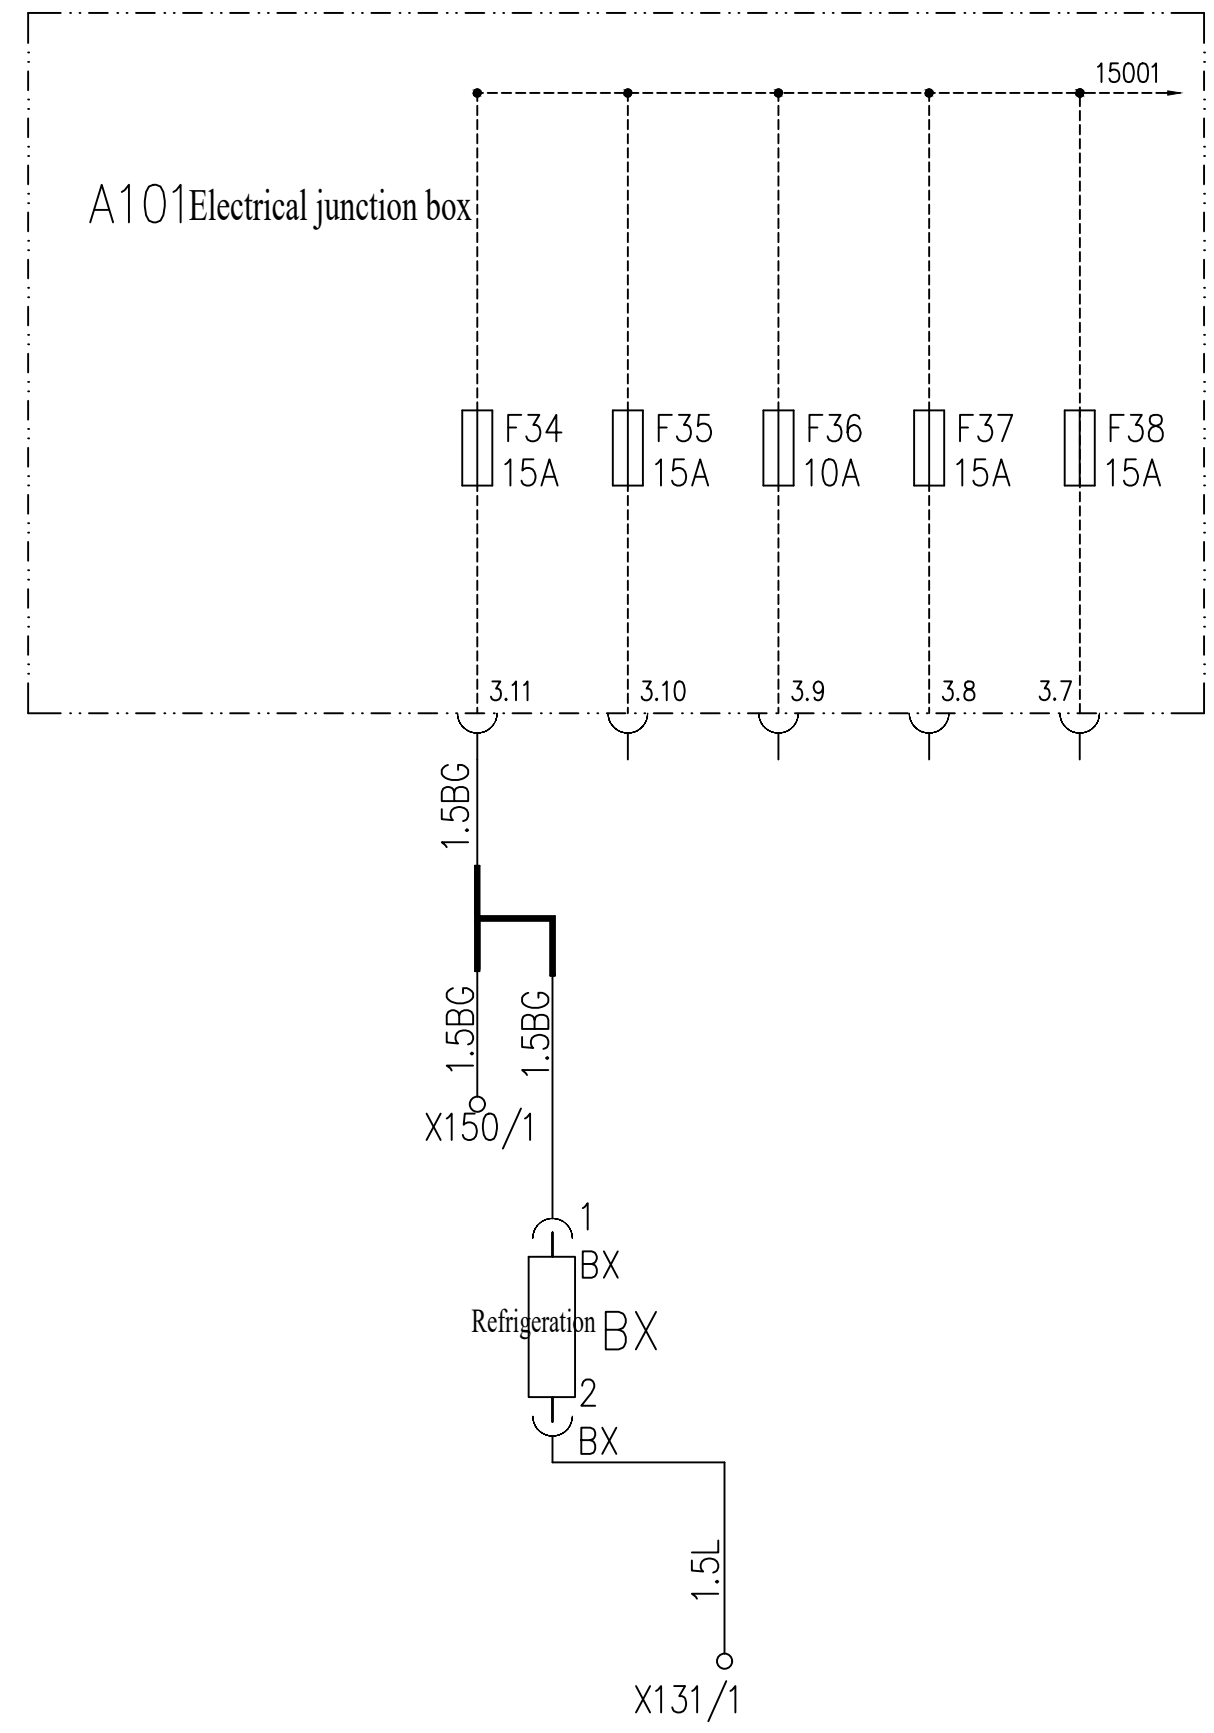 15001
A101Electrical junction box
F34
15A
F35
15A
F36
10A
F37
15A
F38
15A
3.11
3.10
3.9
3.8
3.7
1.5BG
1.5BG
1.5BG
X150/1
1
BX
Refrigeration BX
2
BX
1.5L
X131/1